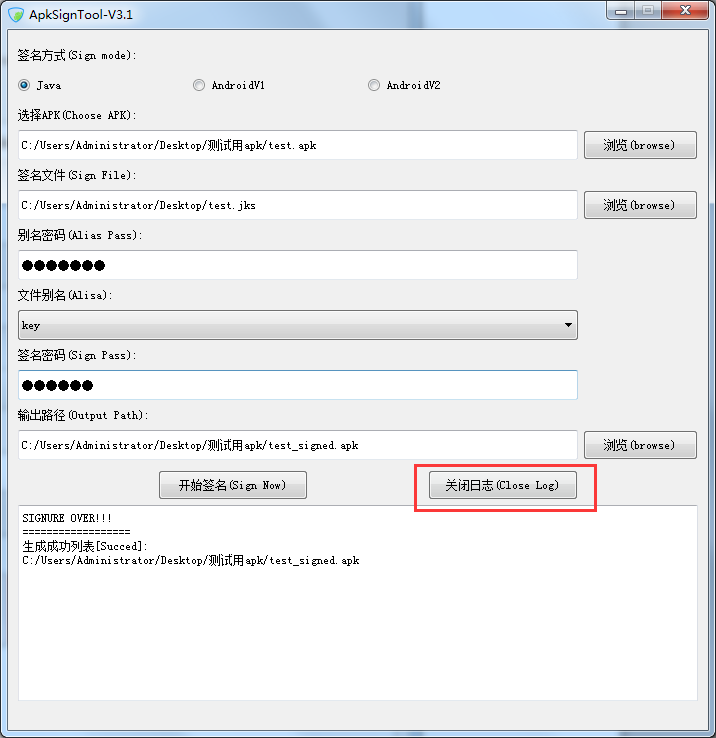 ApkSignTool-V3.1
签名方式(Sign mode):
Java AndroidV1 AndroidV2
选择APK(Choose APK):
C:/Users/Administrator/Desktop/测试用apk/test.apk 浏览(browse)
签名文件(Sign File):
C:/Users/Administrator/Desktop/test.jks 浏览(browse)
别名密码(Alias Pass):
●●●●●●●
文件别名(Alisa):
key
签名密码(Sign Pass):
●●●●●●
输出路径(Output Path):
C:/Users/Administrator/Desktop/测试用apk/test_signed.apk 浏览(browse)
开始签名(Sign Now) 关闭日志(Close Log)
SIGNURE OVER!!!
==================
生成成功列表[Succed]:
C:/Users/Administrator/Desktop/测试用apk/test_signed.apk